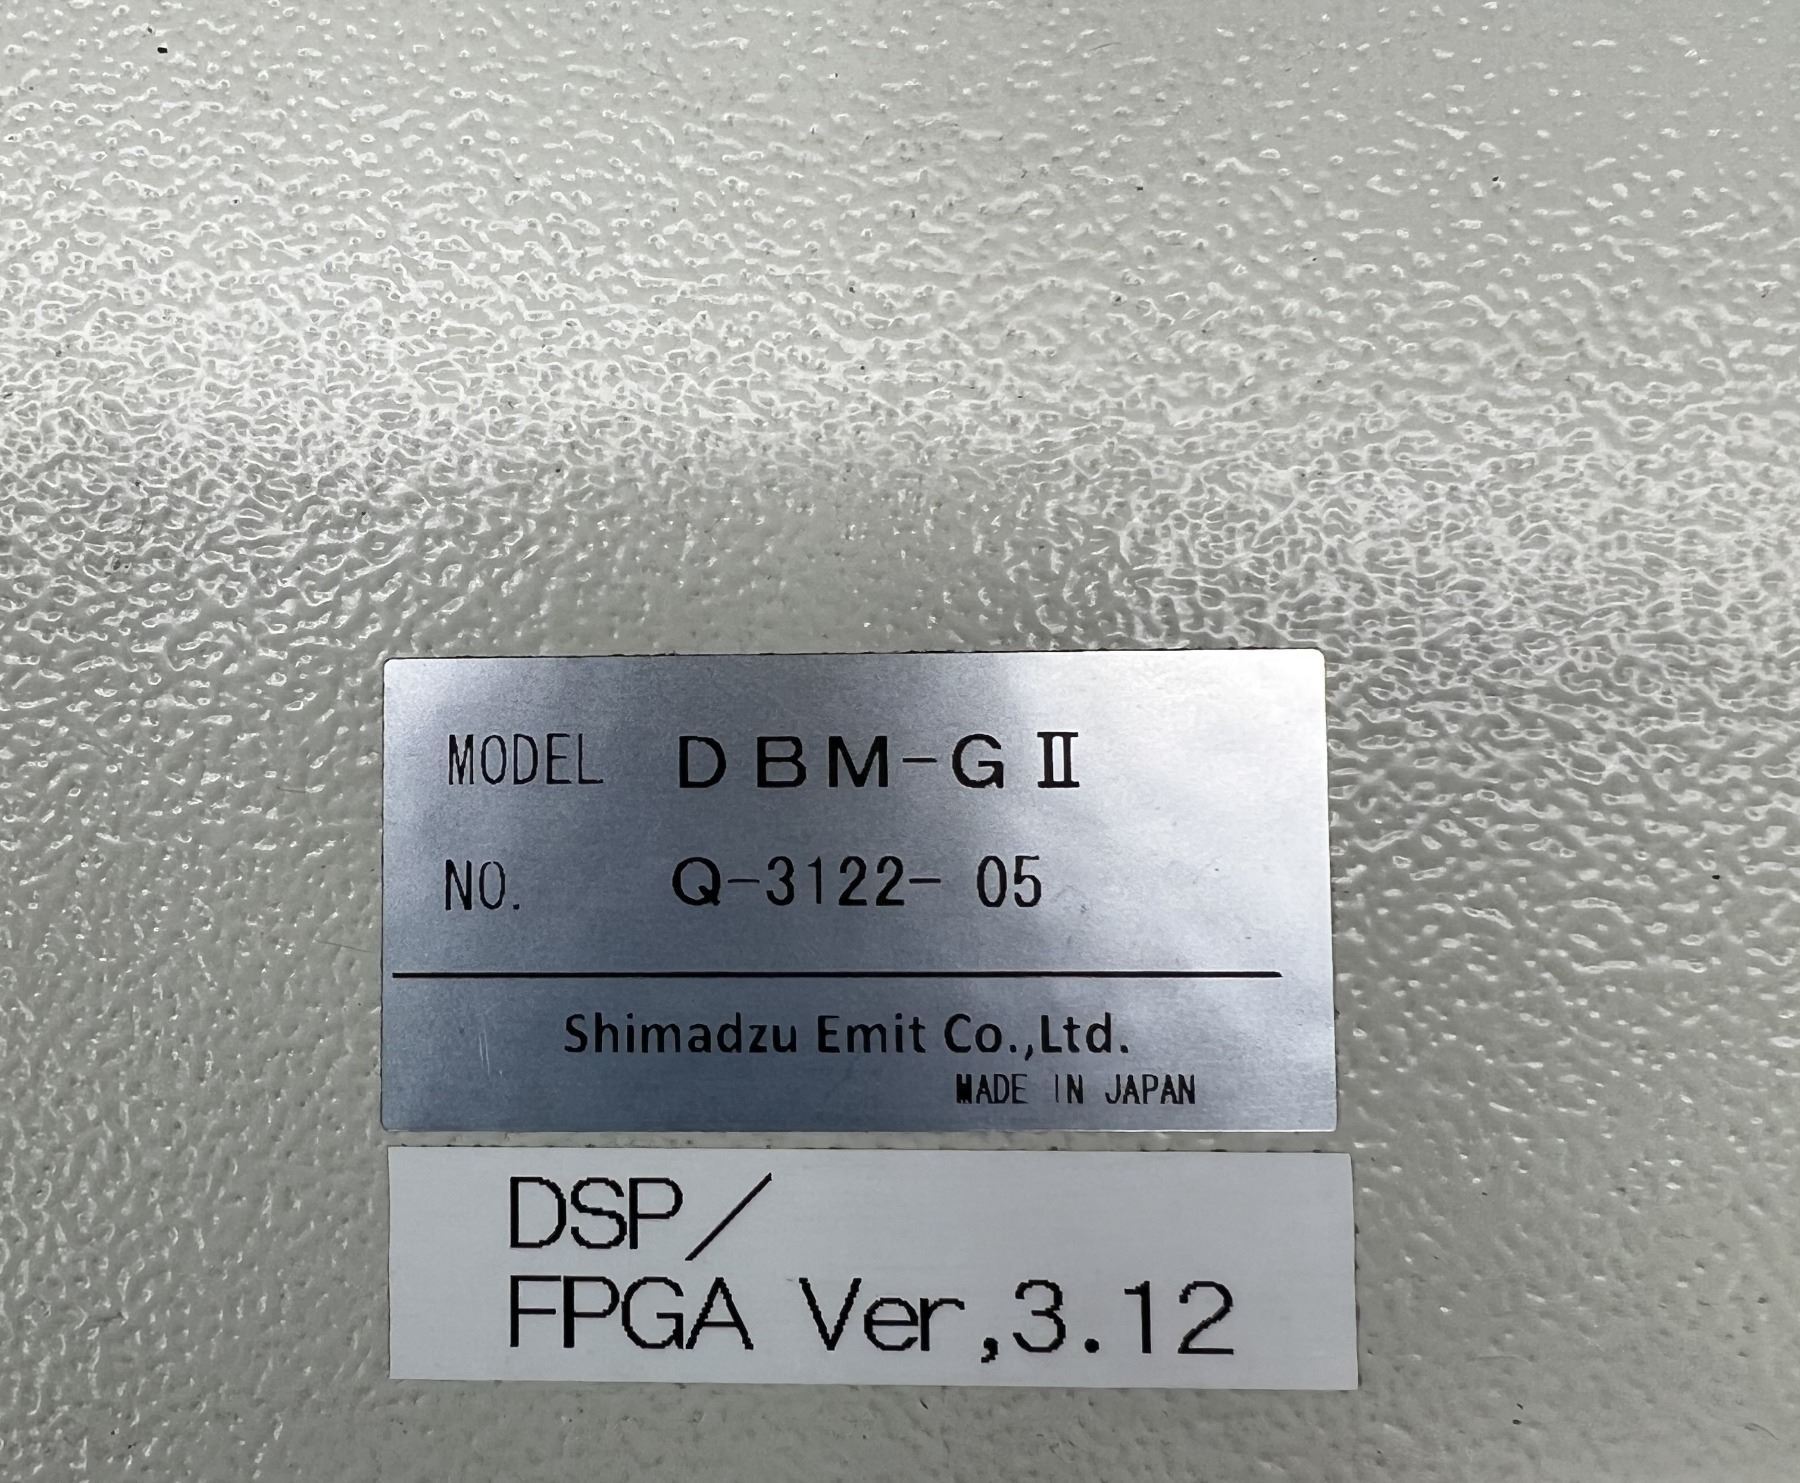 MODEL DBM-GⅡ
NO. Q-3122- 05
Shimadzu Emit Co.,Ltd.
MADE IN JAPAN
DSP/
FPGA Ver,3.12